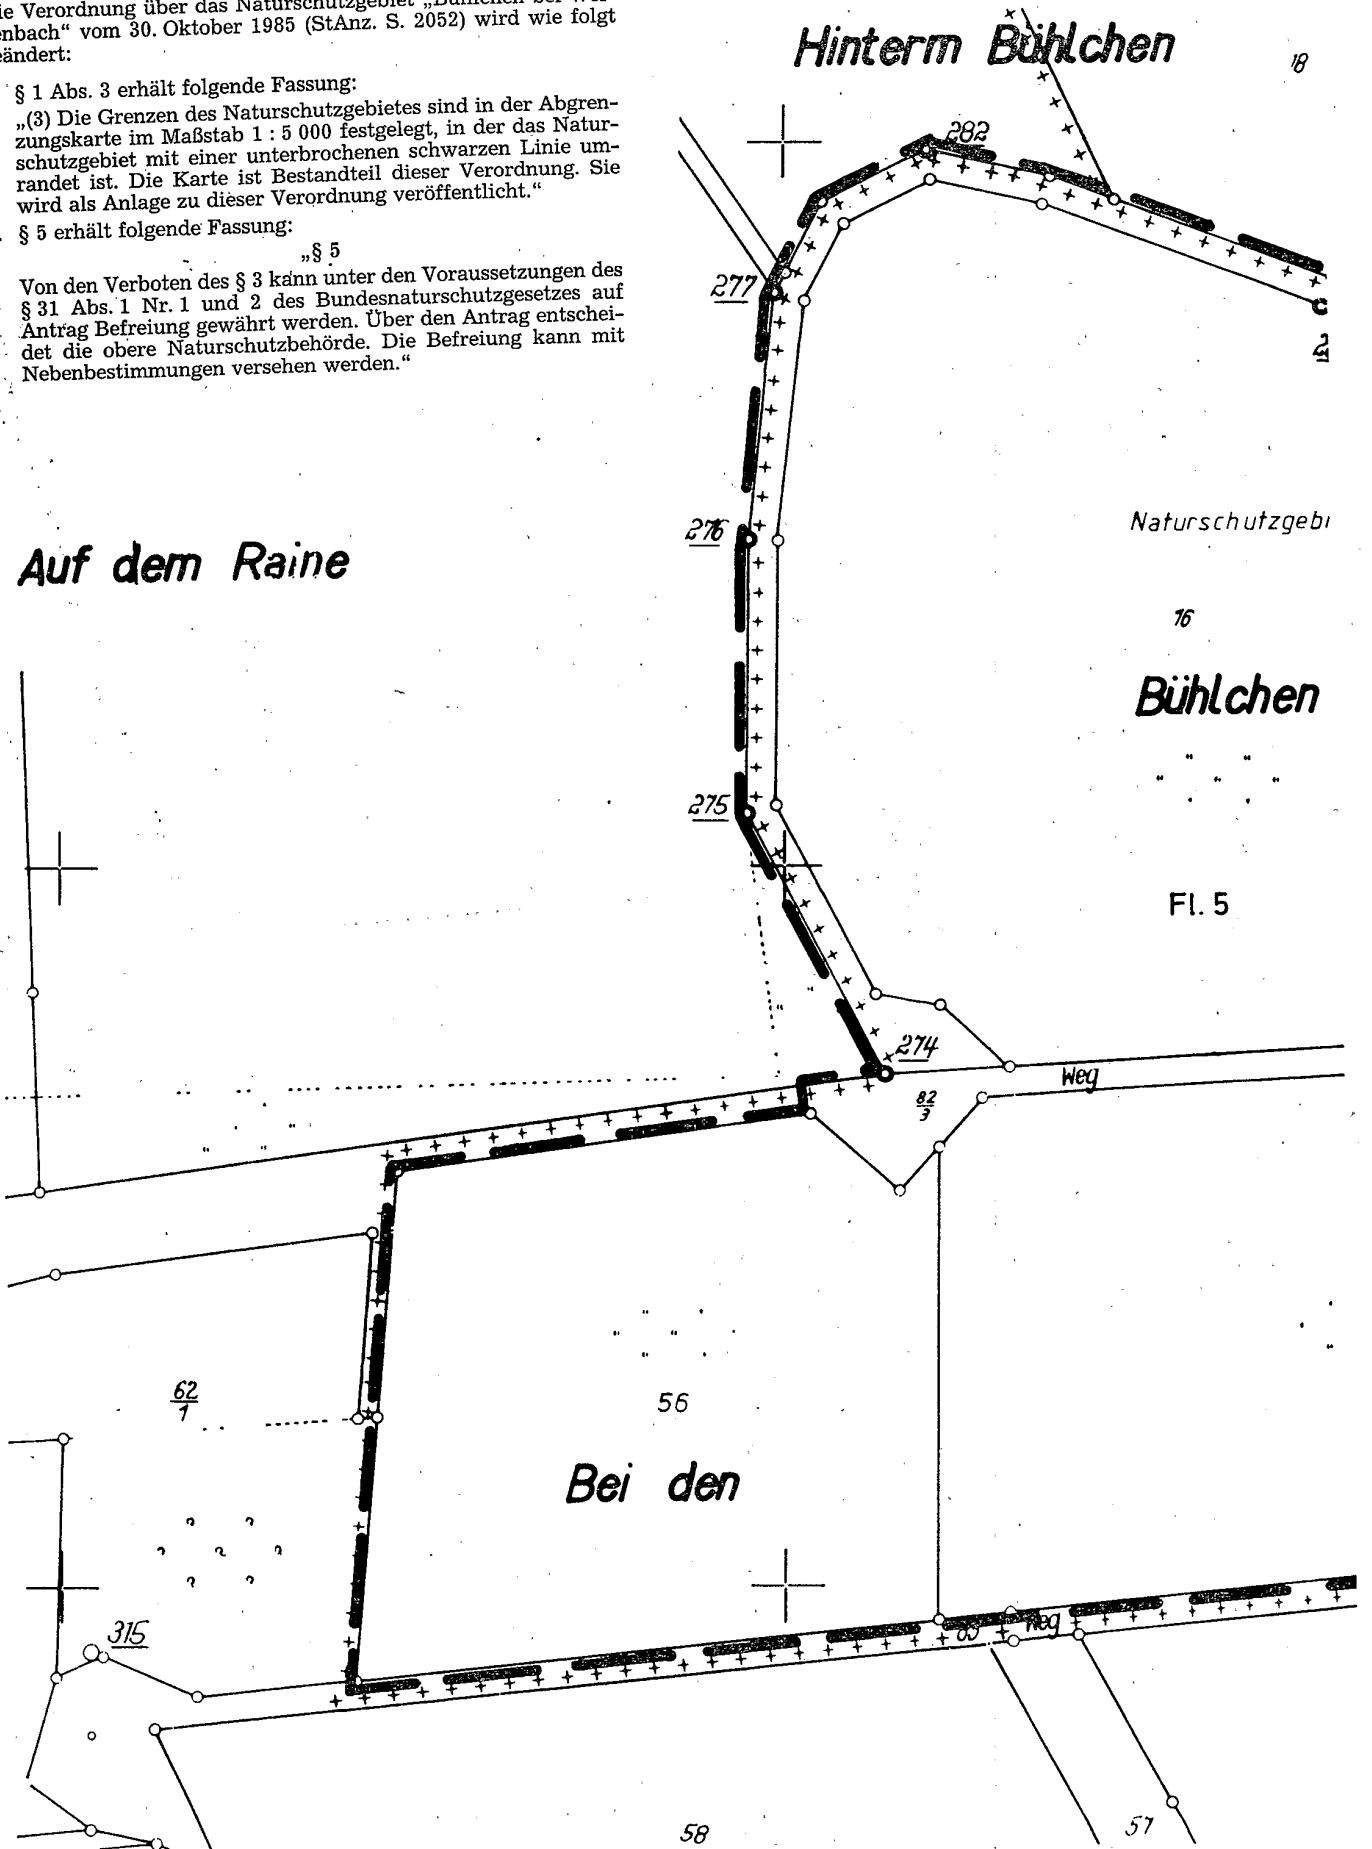 ie Verordnung über das Naturschutzgebiet
enbach“ vom 30. Oktober 1985 (StAnz. S. 2052) wird wie folgt
eändert:
§ 1 Abs. 3 erhält folgende Fassung:
„(3) Die Grenzen des Naturschutzgebietes sind in der Abgren-
zungskarte im Maßstab 1 : 5 000 festgelegt, in der das Natur-
schutzgebiet mit einer unterbrochenen schwarzen Linie um-
randet ist. Die Karte ist Bestandteil dieser Verordnung. Sie
wird als Anlage zu dieser Verordnung veröffentlicht.“
§ 5 erhält folgende Fassung:
„§ 5
Von den Verboten des § 3 kann unter den Voraussetzungen des
§ 31 Abs. 1 Nr. 1 und 2 des Bundesnaturschutzgesetzes auf
Antrag Befreiung gewährt werden. Über den Antrag entschei-
det die obere Naturschutzbehörde. Die Befreiung kann mit
Nebenbestimmungen versehen werden.“
Hinterm Bühlchen
18
282
277
276
Naturschutzgebi
Auf dem Raine
16
Bühlchen
275
Fl. 5
274
Weg
82
3
62
1
56
Bei den
315
Weg
58
57